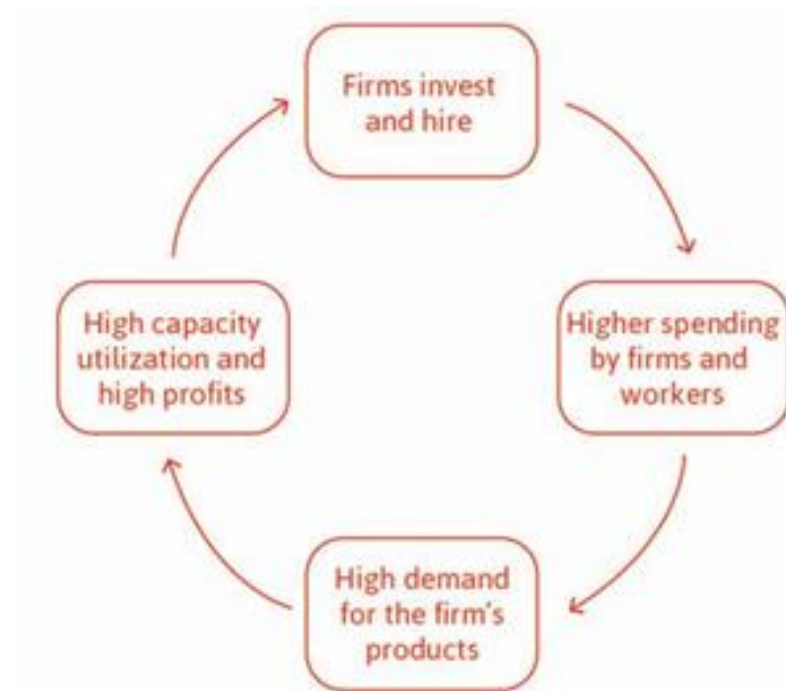 Firms invest
and hire
Higher spending
by firms and
workers
High demand
for the firm's
products
High capacity
utilization and
high profits